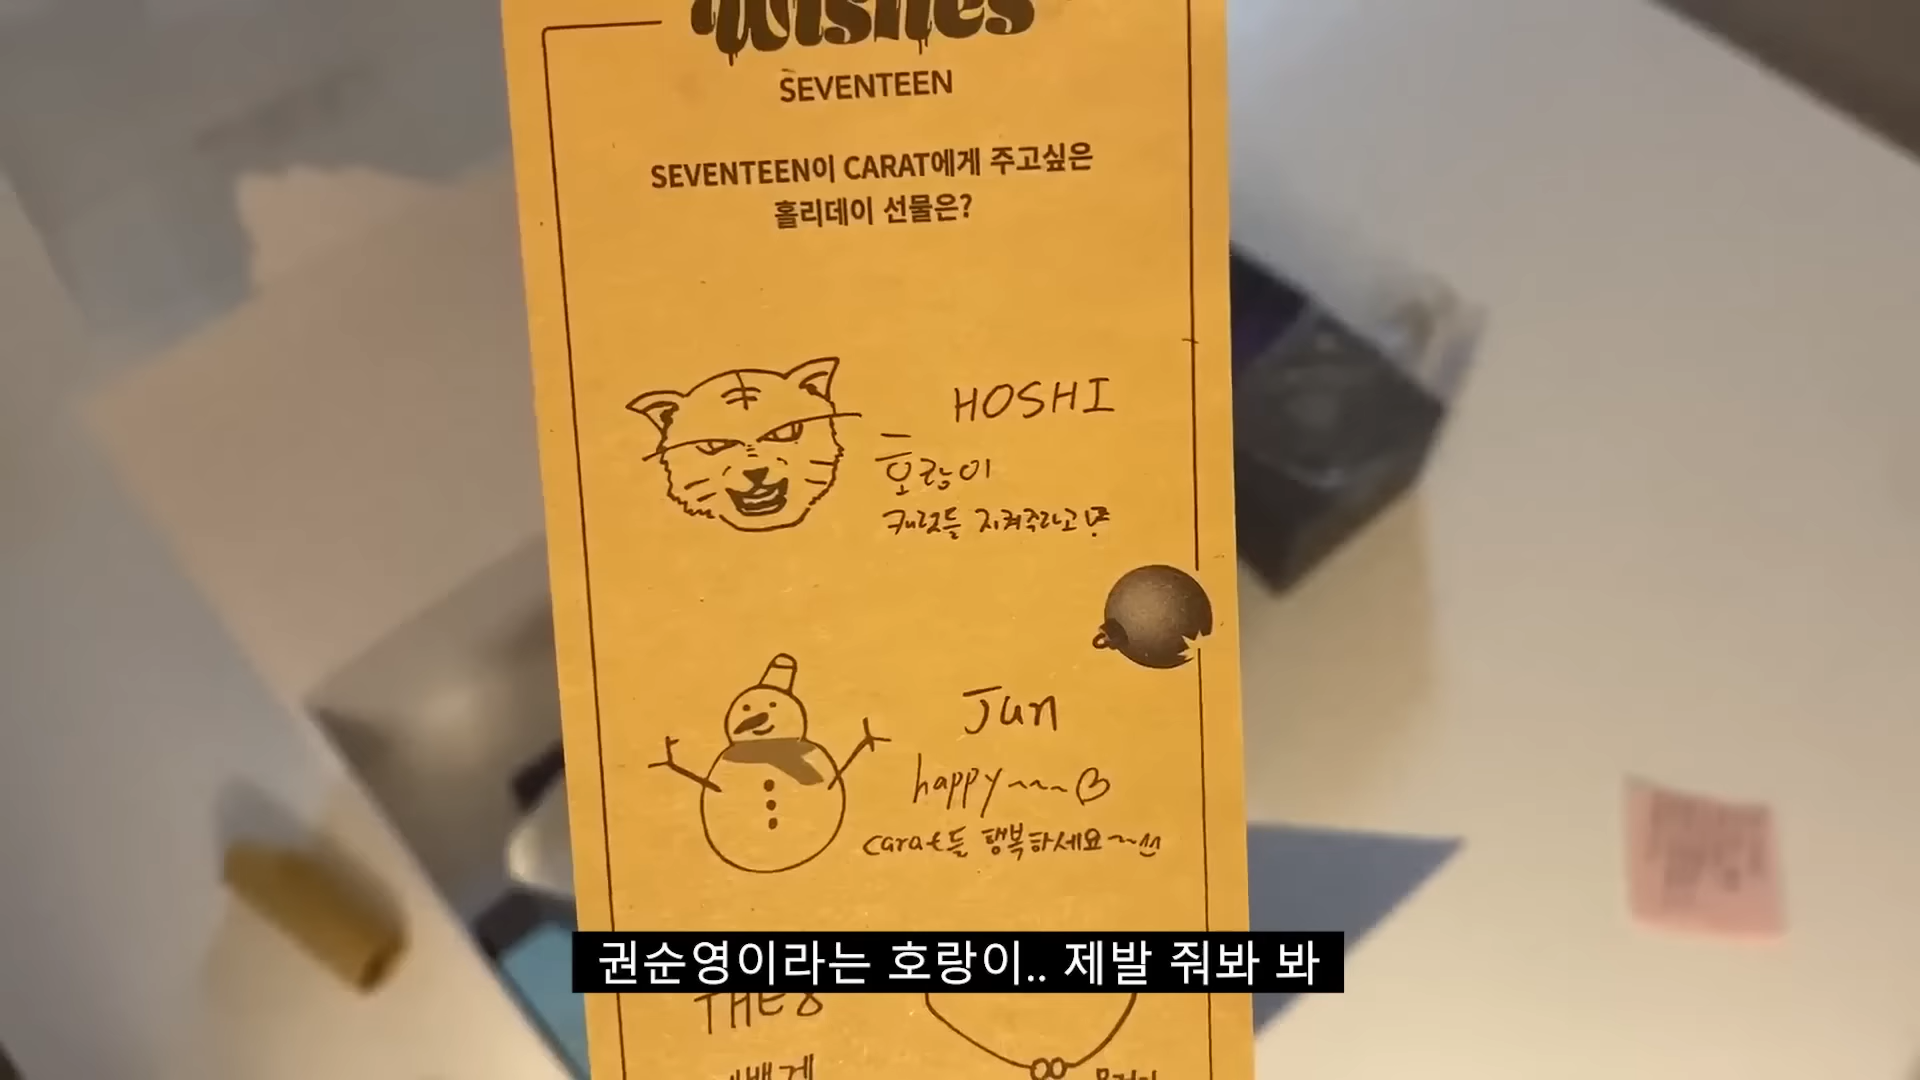 Wishes
SEVENTEEN
SEVENTEEN이 CARAT에게 주고싶은
홀리데이 선물은?
HOSHI
호랑이
캐럿들 지켜주라고
Jun
happy~~~♡
carat들 행복하세요~
권순영이라는 호랑이.. 제발 줘봐 봐
THE8